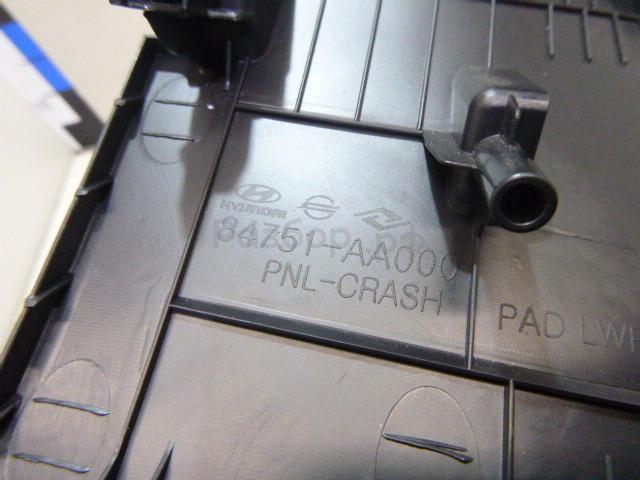 HYUNDAI
84751-AA000
PNL-CRASH
PAD LWR